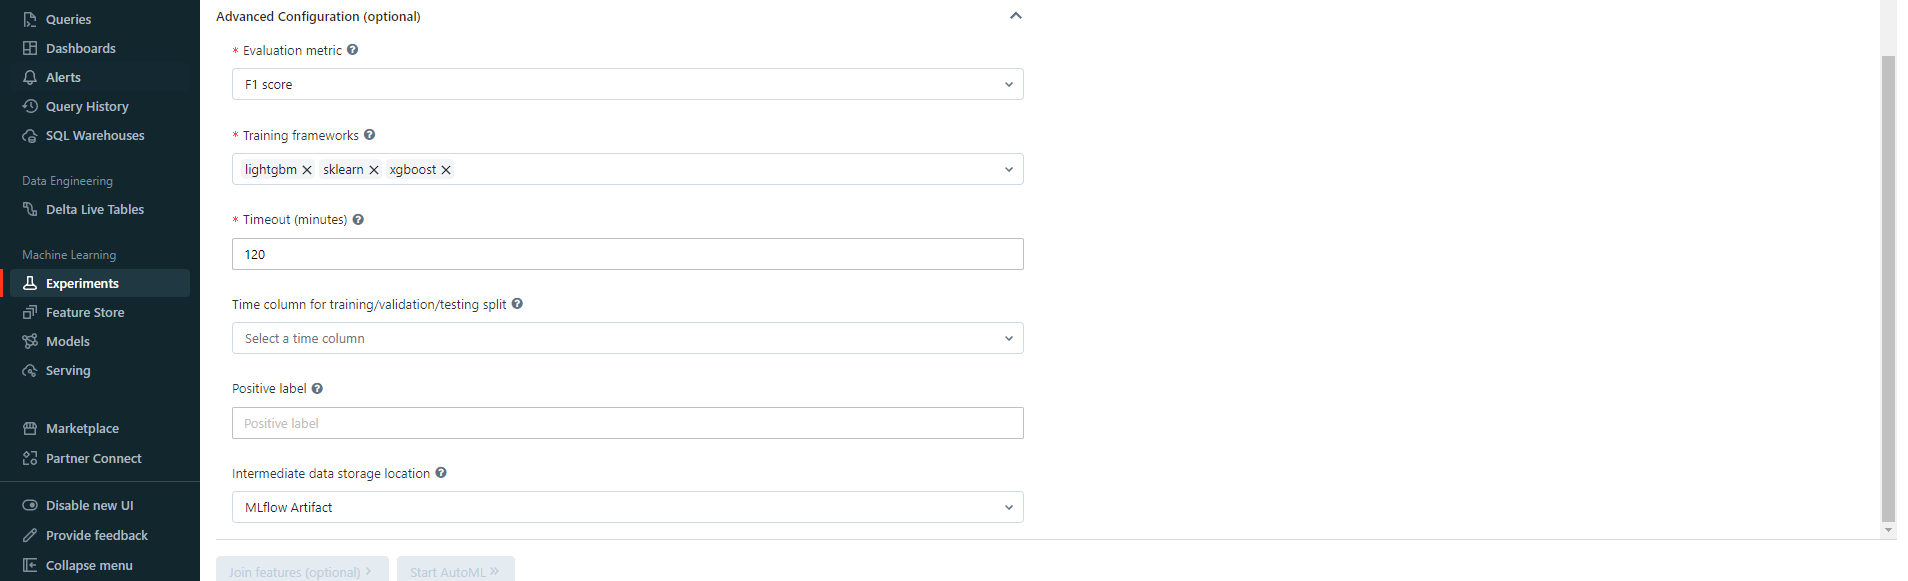 Queries
Dashboards
Alerts
Query History
SQL Warehouses
Data Engineering
Delta Live Tables
Machine Learning
Experiments
Feature Store
Models
Serving
Marketplace
Partner Connect
Disable new UI
Provide feedback
Collapse menu
Advanced Configuration (optional)
* Evaluation metric
F1 score
* Training frameworks
lightgbm sklearn xgboost
* Timeout (minutes)
120
Time column for training/validation/testing split
Select a time column
Positive label
Positive label
Intermediate data storage location
MLflow Artifact
Join features (optional) Start AutoML